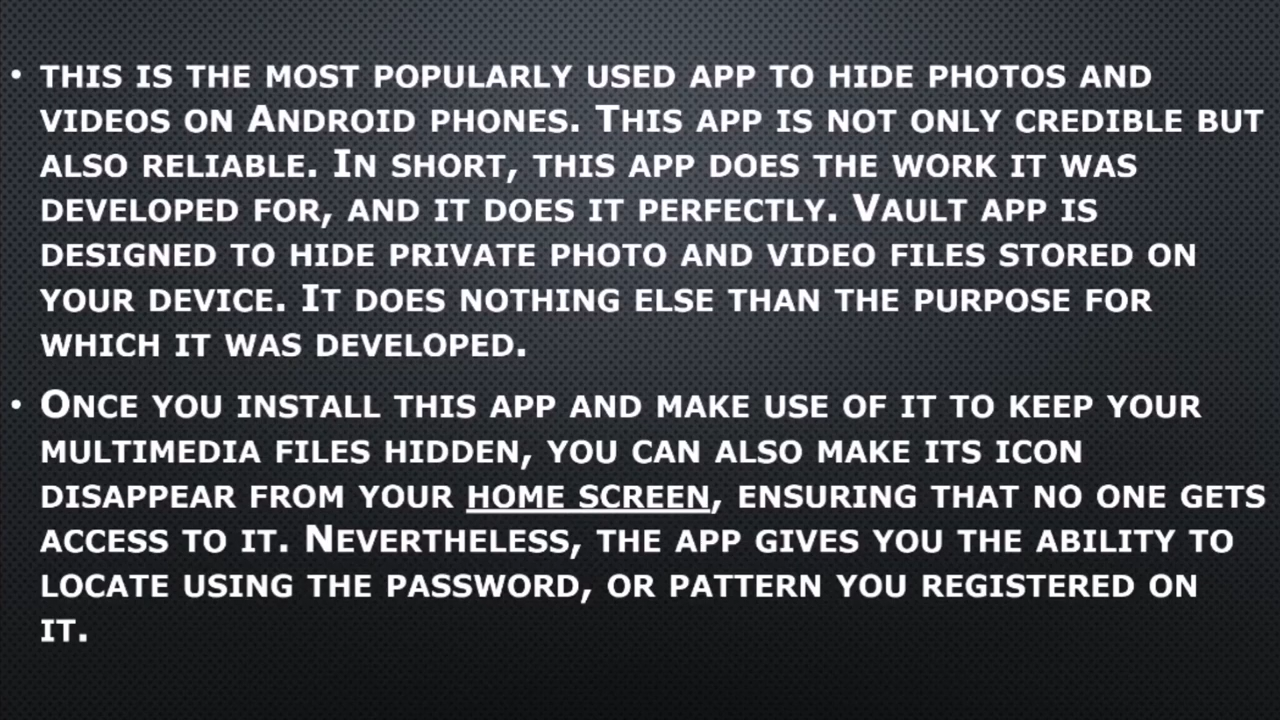 • THIS IS THE MOST POPULARLY USED APP TO HIDE PHOTOS AND
VIDEOS ON ANDROID PHONES. THIS APP IS NOT ONLY CREDIBLE BUT
ALSO RELIABLE. IN SHORT, THIS APP DOES THE WORK IT WAS
DEVELOPED FOR, AND IT DOES IT PERFECTLY. VAULT APP IS
DESIGNED TO HIDE PRIVATE PHOTO AND VIDEO FILES STORED ON
YOUR DEVICE. IT DOES NOTHING ELSE THAN THE PURPOSE FOR
WHICH IT WAS DEVELOPED.
• ONCE YOU INSTALL THIS APP AND MAKE USE OF IT TO KEEP YOUR
MULTIMEDIA FILES HIDDEN, YOU CAN ALSO MAKE ITS ICON
DISAPPEAR FROM YOUR HOME SCREEN, ENSURING THAT NO ONE GETS
ACCESS TO IT. NEVERTHELESS, THE APP GIVES YOU THE ABILITY TO
LOCATE USING THE PASSWORD, OR PATTERN YOU REGISTERED ON
IT.